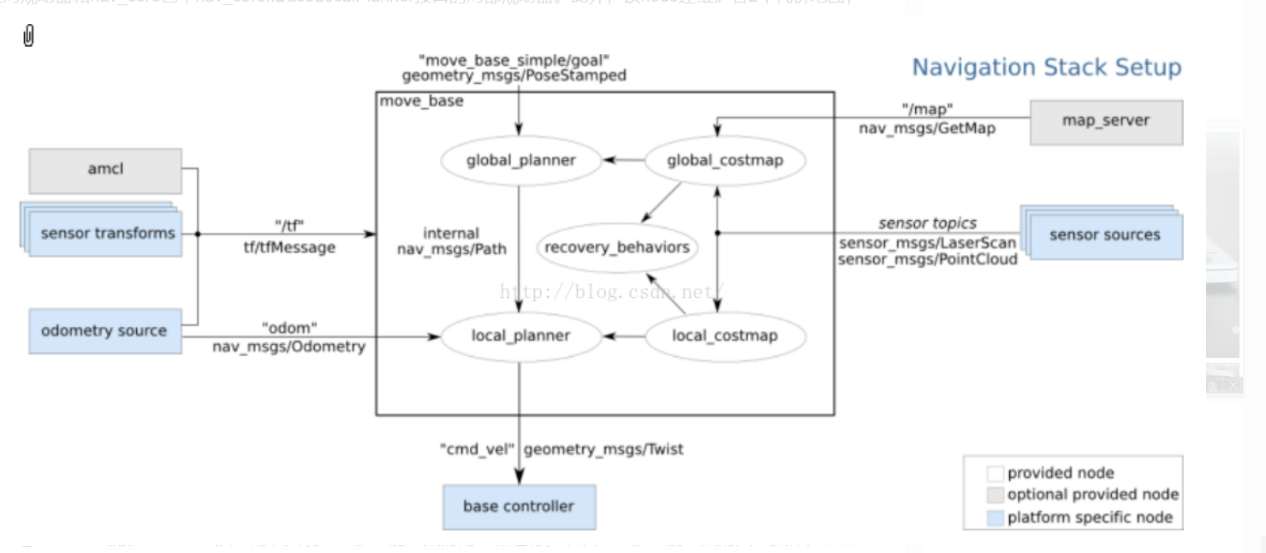 "move_base_simple/goal"
geometry_msgs/PoseStamped
Navigation Stack Setup
move_base
"/map"
nav_msgs/GetMap
map_server
global_planner
global_costmap
amcl
sensor transforms
"/tf"
tf/tfMessage
internal
nav_msgs/Path
recovery_behaviors
sensor topics
sensor_msgs/LaserScan
sensor_msgs/PointCloud
sensor sources
http://blog.csdn.net/
odometry source
"odom"
nav_msgs/Odometry
local_planner
local_costmap
"cmd_vel" geometry_msgs/Twist
base controller
provided node
optional provided node
platform specific node